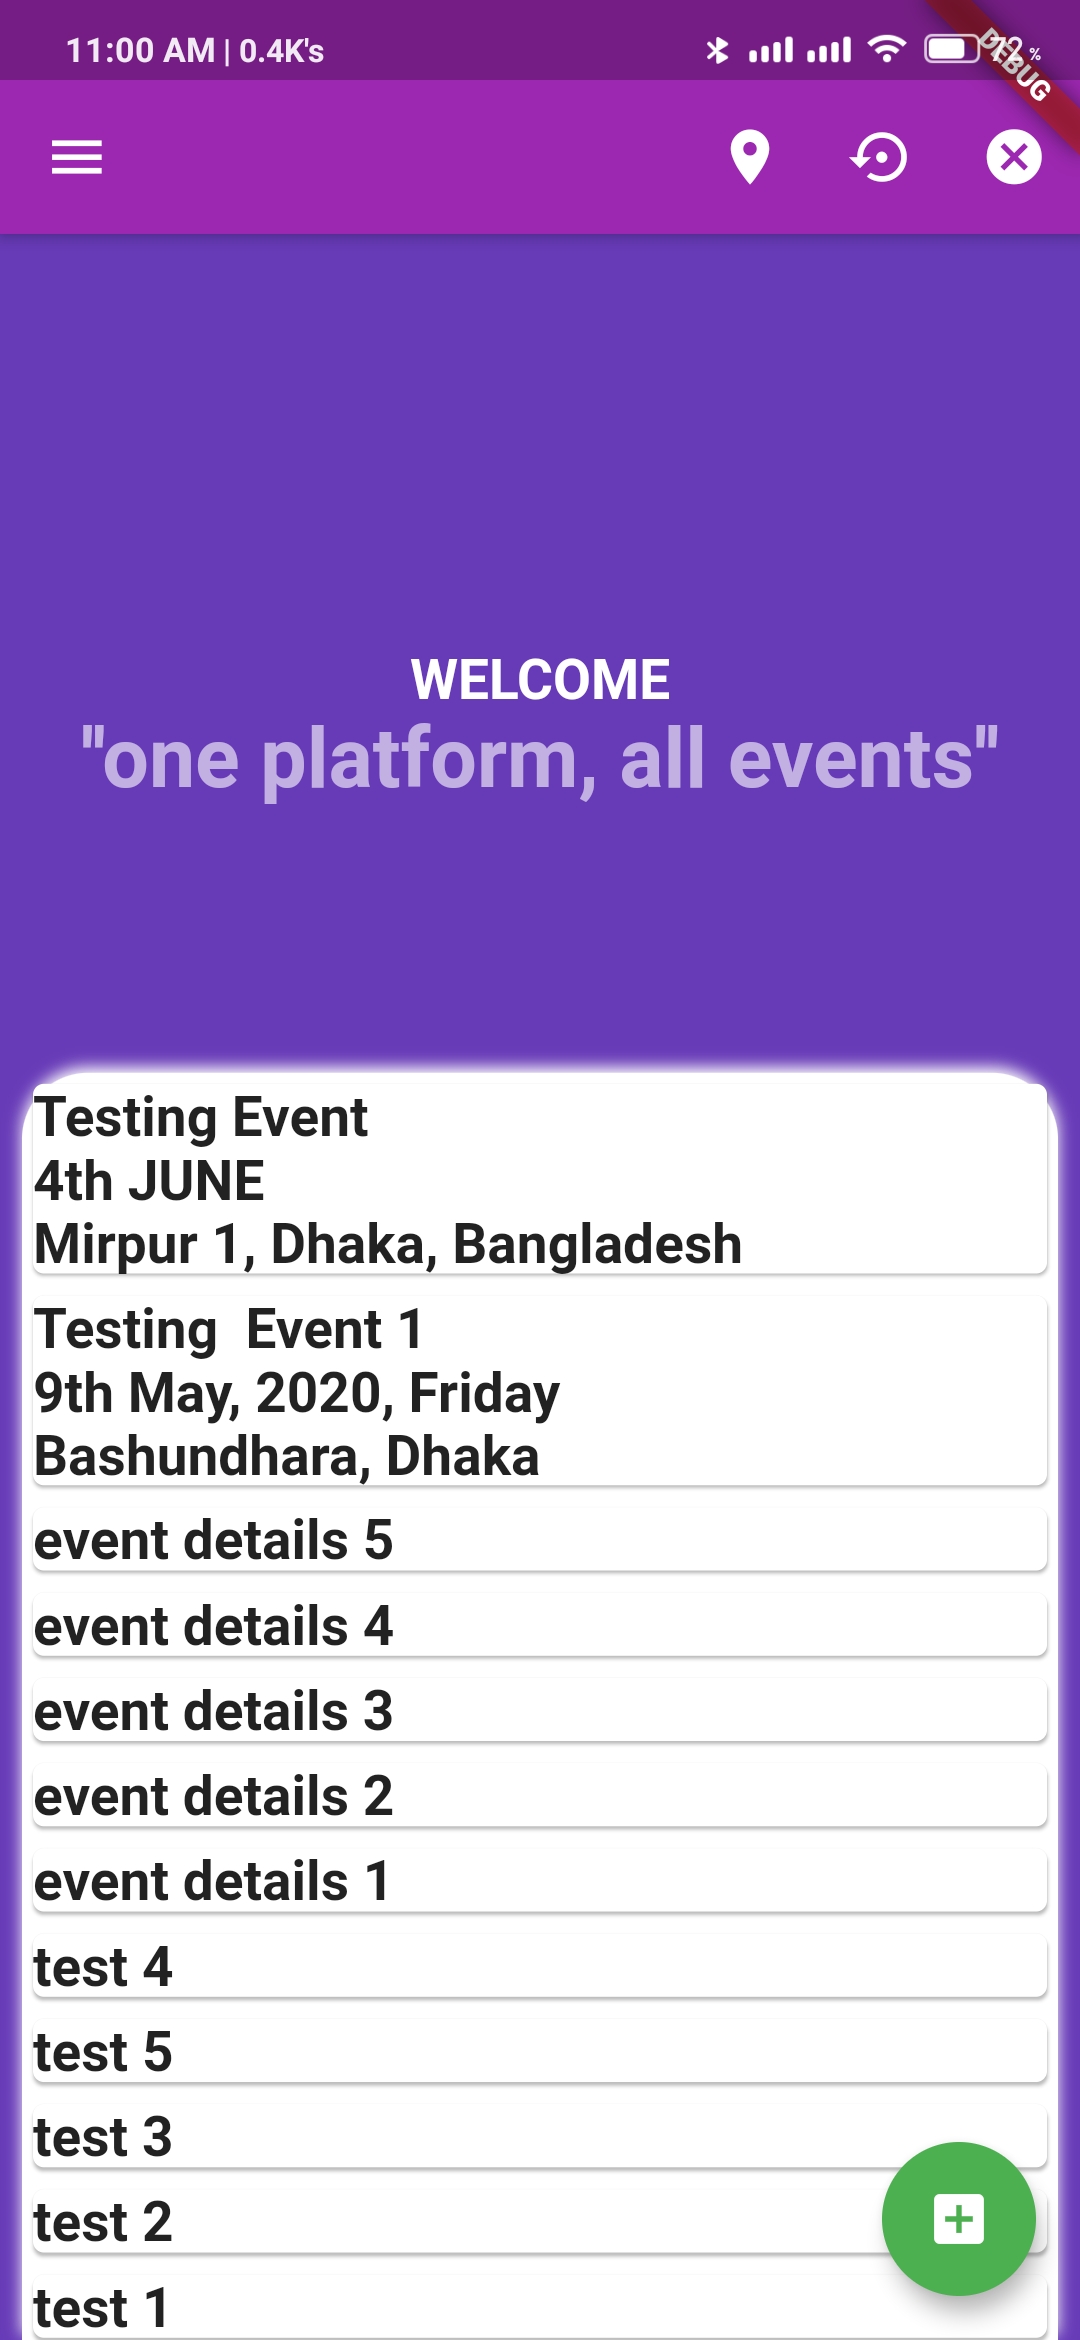 11:00 AM | 0.4K's
72 %
DEBUG
WELCOME
"one platform, all events"
Testing Event
4th JUNE
Mirpur 1, Dhaka, Bangladesh
Testing  Event 1
9th May, 2020, Friday
Bashundhara, Dhaka
event details 5
event details 4
event details 3
event details 2
event details 1
test 4
test 5
test 3
test 2
test 1